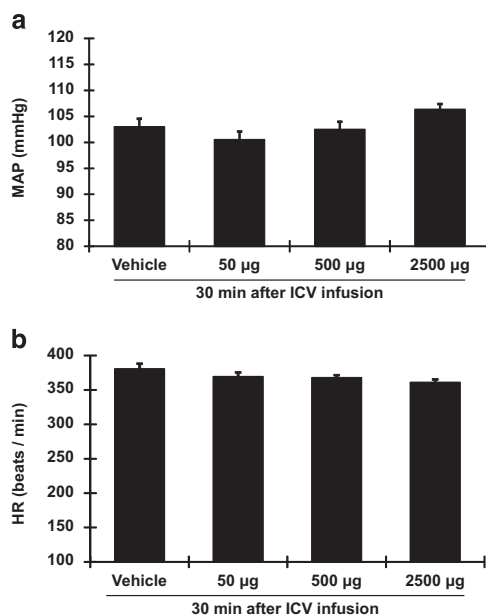 a
MAP (mmHg)
120
115
110
105
100
95
90
85
80
Vehicle 50 µg 500 µg 2500 µg
30 min after ICV infusion
b
HR (beats / min)
400
350
300
250
200
150
100
Vehicle 50 µg 500 µg 2500 µg
30 min after ICV infusion